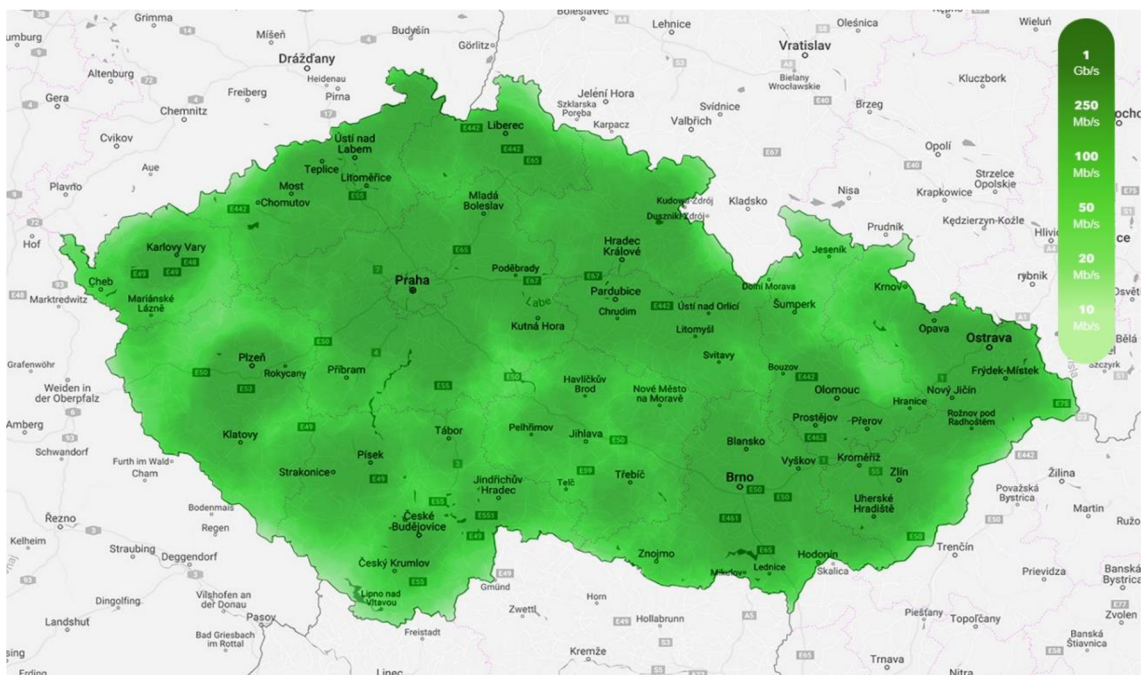 Grimma
Míšeň
Budyšín
Görlitz
Lehnice
Oleśnica
Wieluń
Altenburg
Drážďany
Heidenau
Pirna
Freiberg
Vratislav
Bielany
Wrocławskie
Kluczbork
Gera
Chemnitz
Jelení Hora
Szklarska
Poręba
Karpacz
Svídnice
Valbřich
Brzeg
Cvikov
Opolí
Aue
Plavno
Strzelce
Opolskie
Krapkowice
Nisa
Kladsko
Prudník
Kędzierzyn-Koźle
Hof
Ústí nad
Labem
Teplice
Litoměřice
Most
Chomutov
Liberec
Mladá
Boleslav
Kudowa-Zdrój
Duszniki-Zdrój
Karlovy Vary
Cheb
Mariánské
Lázně
Marktredwitz
Praha
Poděbrady
Hradec
Králové
Pardubice
Chrudim
Labe
Kutná Hora
Ústí nad Orlicí
Litomyšl
Svitavy
Dolní Morava
Šumperk
Jeseník
Krnov
Opava
Ostrava
rybnik
Grafenwöhr
Weiden in
der Oberpfalz
Plzeň
Rokycany
Příbram
Havlíčkův
Brod
Nové Město
na Moravě
Bouzov
Olomouc
Frýdek-Místek
Nový Jičín
Hranice
Rožnov pod
Radhoštěm
Prostějov
Přerov
Amberg
Schwandorf
Klatovy
Tábor
Pelhřimov
Jihlava
Blansko
Furth im Wald
Cham
Strakonice
Písek
Jindřichův
Hradec
Telč
Třebíč
Brno
Vyškov
Kroměříž
Zlín
Uherské
Hradiště
Žilina
Považská
Bystrica
Martin
Řezno
Bodenmais
Regen
České
Budějovice
Kelheim
Straubing
Deggendorf
Český Krumlov
Lipno nad
Vltavou
Znojmo
Mikulov
Lednice
Hodonín
Skalica
Trenčín
Prievidza
Banská
Bystrica
Dingolfing
Vilshofen an
der Donau
Pasov
Gmünd
Zwettl
Horn
Hollabrunn
Piešťany
Topoľčany
Zvolen
Landshut
Bad Griesbach
im Rottal
Freistadt
Kremže
Banská
Štiavnica
Erding
Linec
Trnava
Nitra
1
Gb/s
250
Mb/s
100
Mb/s
50
Mb/s
20
Mb/s
10
Mb/s